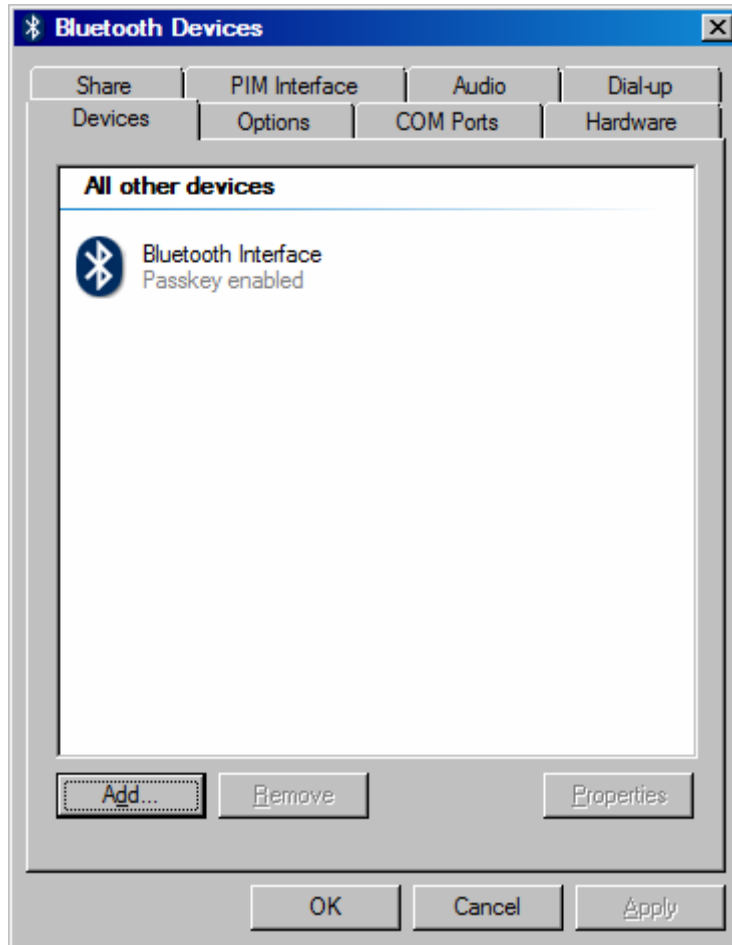 Bluetooth Devices
Share PIM Interface Audio Dial-up
Devices Options COM Ports Hardware
All other devices
Bluetooth Interface
Passkey enabled
Add... Remove Properties
OK Cancel Apply